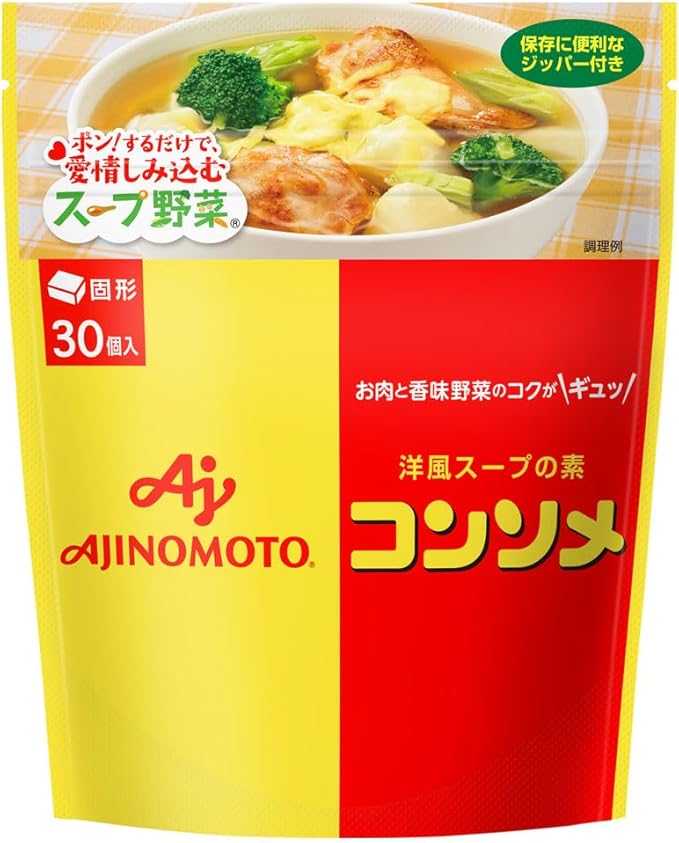 保存に便利な
ジッパー付き
ポン!するだけで、
愛情しみ込む
スープ野菜®
調理例
固形
30個入
お肉と香味野菜のコクがギュッ
洋風スープの素
コンソメ
Aj
AJINOMOTO®